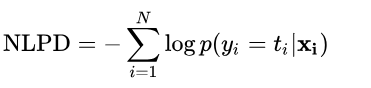 NLPD = − ∑_{i=1}^{N} log p(y_i = t_i|𝐱_𝐢)